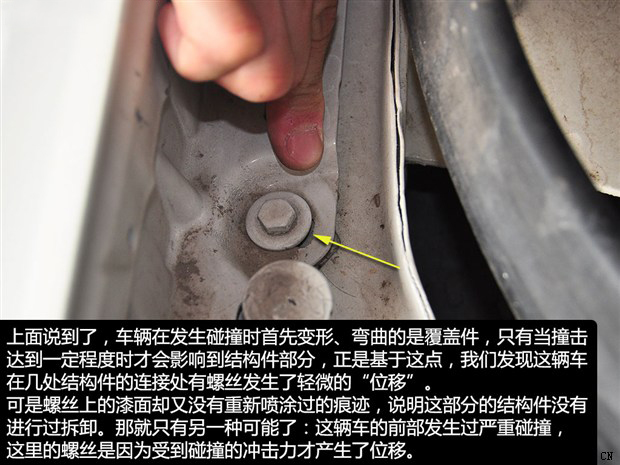 上面说到了，车辆在发生碰撞时首先变形、弯曲的是覆盖件，只有当撞击
达到一定程度时才会影响到结构件部分，正是基于这点，我们发现这辆车
在几处结构件的连接处有螺丝发生了轻微的“位移”。
可是螺丝上的漆面却又没有重新喷涂过的痕迹，说明这部分的结构件没有
进行过拆卸。那就只有另一种可能了：这辆车的前部发生过严重碰撞，
这里的螺丝是因为受到碰撞的冲击力才产生了位移。
CN